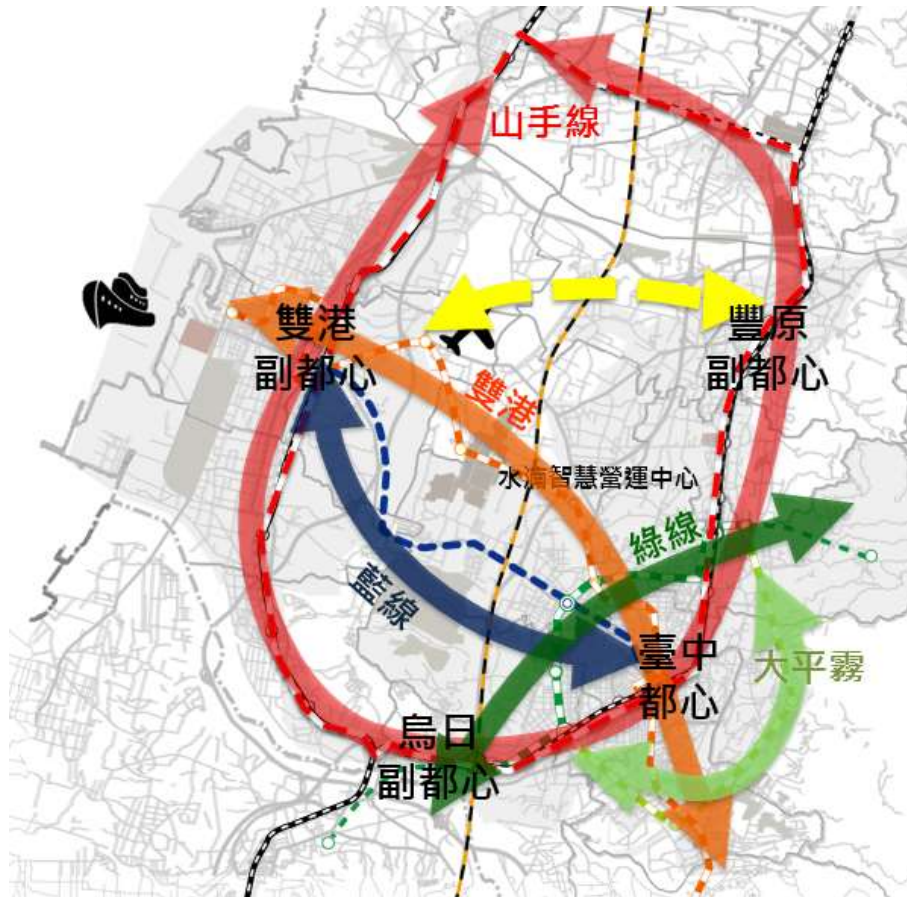 山手線
雙港
副都心
豐原
副都心
雙港
水湳智慧營運中心
綠線
藍線
臺中
都心
大平霧
烏日
副都心